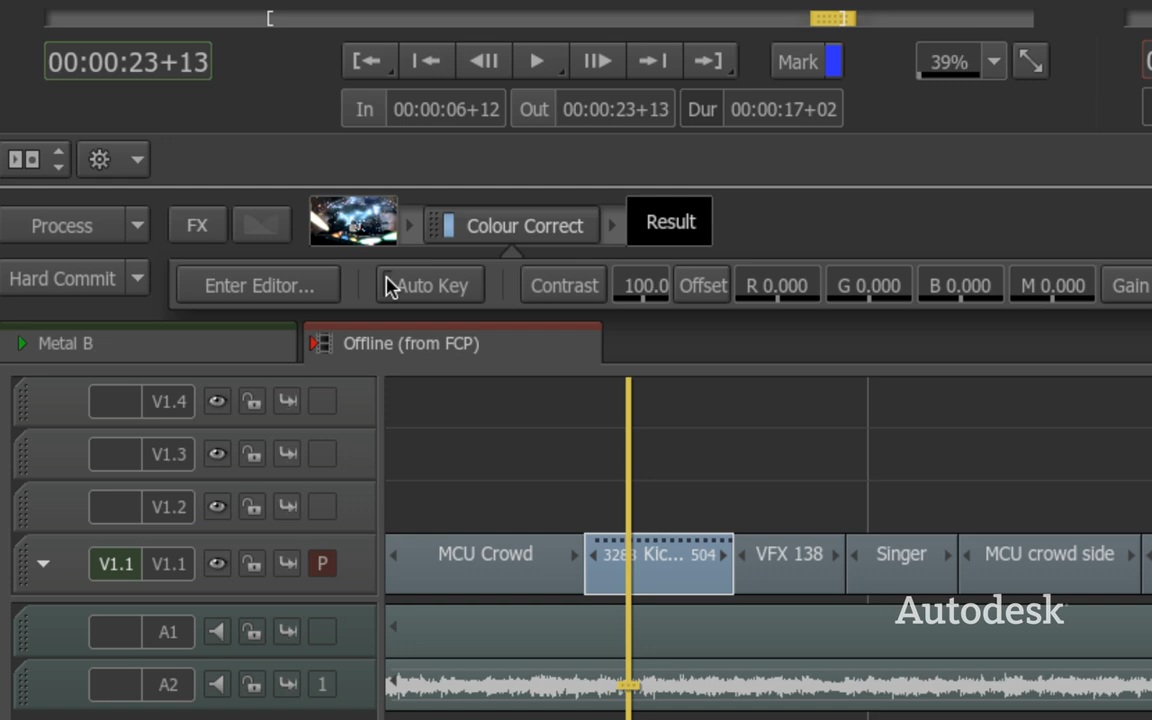 00:00:23+13
Mark
39%
In 00:00:06+12 Out 00:00:23+13 Dur 00:00:17+02
Process FX Colour Correct Result
Hard Commit Enter Editor... Auto Key Contrast 100.0 Offset R 0.000 G 0.000 B 0.000 M 0.000 Gain
Metal B Offline (from FCP)
V1.4
V1.3
V1.2
V1.1 V1.1 P MCU Crowd Kic... 504 VFX 138 Singer MCU crowd side
Autodesk
A1
A2 1